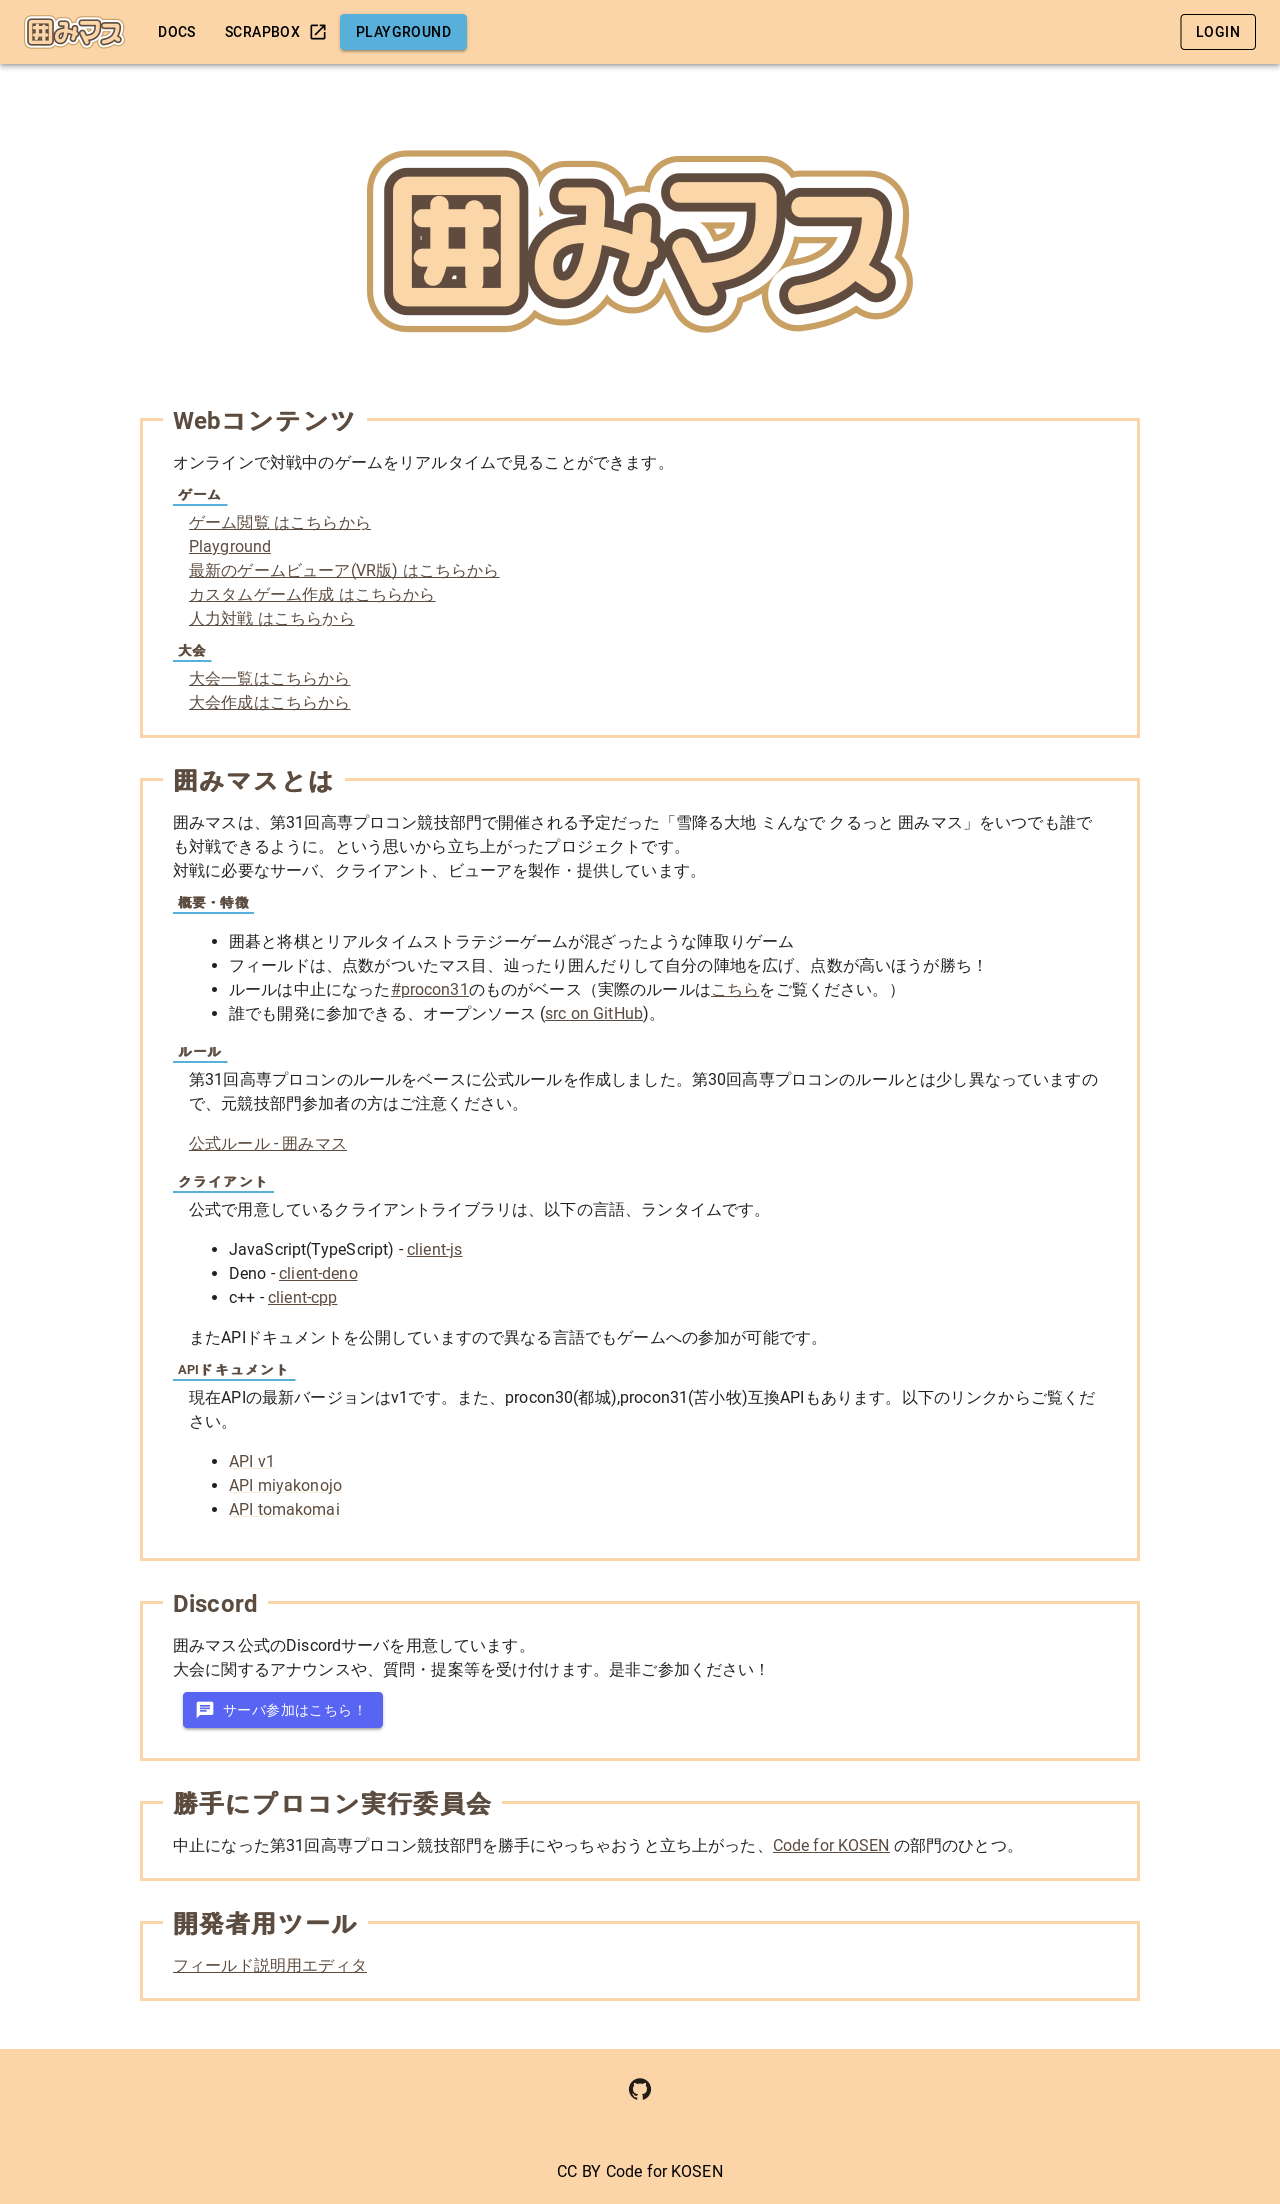 囲みマス
DOCS
SCRAPBOX
PLAYGROUND
LOGIN
囲みマス
Webコンテンツ
オンラインで対戦中のゲームをリアルタイムで見ることができます。
ゲーム
ゲーム閲覧 はこちらから
Playground
最新のゲームビューア(VR版) はこちらから
カスタムゲーム作成 はこちらから
人力対戦 はこちらから
大会
大会一覧はこちらから
大会作成はこちらから
囲みマスとは
囲みマスは、第31回高専プロコン競技部門で開催される予定だった「雪降る大地 ミんなで クるっと 囲みマス」をいつでも誰で
も対戦できるように。という思いから立ち上がったプロジェクトです。
対戦に必要なサーバ、クライアント、ビューアを製作・提供しています。
概要・特徴
囲碁と将棋とリアルタイムストラテジーゲームが混ざったような陣取りゲーム
フィールドは、点数がついたマス目、辿ったり囲んだりして自分の陣地を広げ、点数が高いほうが勝ち！
ルールは中止になった#procon31のものがベース（実際のルールはこちらをご覧ください。）
誰でも開発に参加できる、オープンソース (src on GitHub)。
ルール
第31回高専プロコンのルールをベースに公式ルールを作成しました。第30回高専プロコンのルールとは少し異なっていますの
で、元競技部門参加者の方はご注意ください。
公式ルール - 囲みマス
クライアント
公式で用意しているクライアントライブラリは、以下の言語、ランタイムです。
JavaScript(TypeScript) - client-js
Deno - client-deno
c++ - client-cpp
またAPIドキュメントを公開していますので異なる言語でもゲームへの参加が可能です。
APIドキュメント
現在APIの最新バージョンはv1です。また、procon30(都城),procon31(苫小牧)互換APIもあります。以下のリンクからご覧くだ
さい。
API v1
API miyakonojo
API tomakomai
Discord
囲みマス公式のDiscordサーバを用意しています。
大会に関するアナウンスや、質問・提案等を受け付けます。是非ご参加ください！
サーバ参加はこちら！
勝手にプロコン実行委員会
中止になった第31回高専プロコン競技部門を勝手にやっちゃおうと立ち上がった、Code for KOSEN の部門のひとつ。
開発者用ツール
フィールド説明用エディタ
CC BY Code for KOSEN